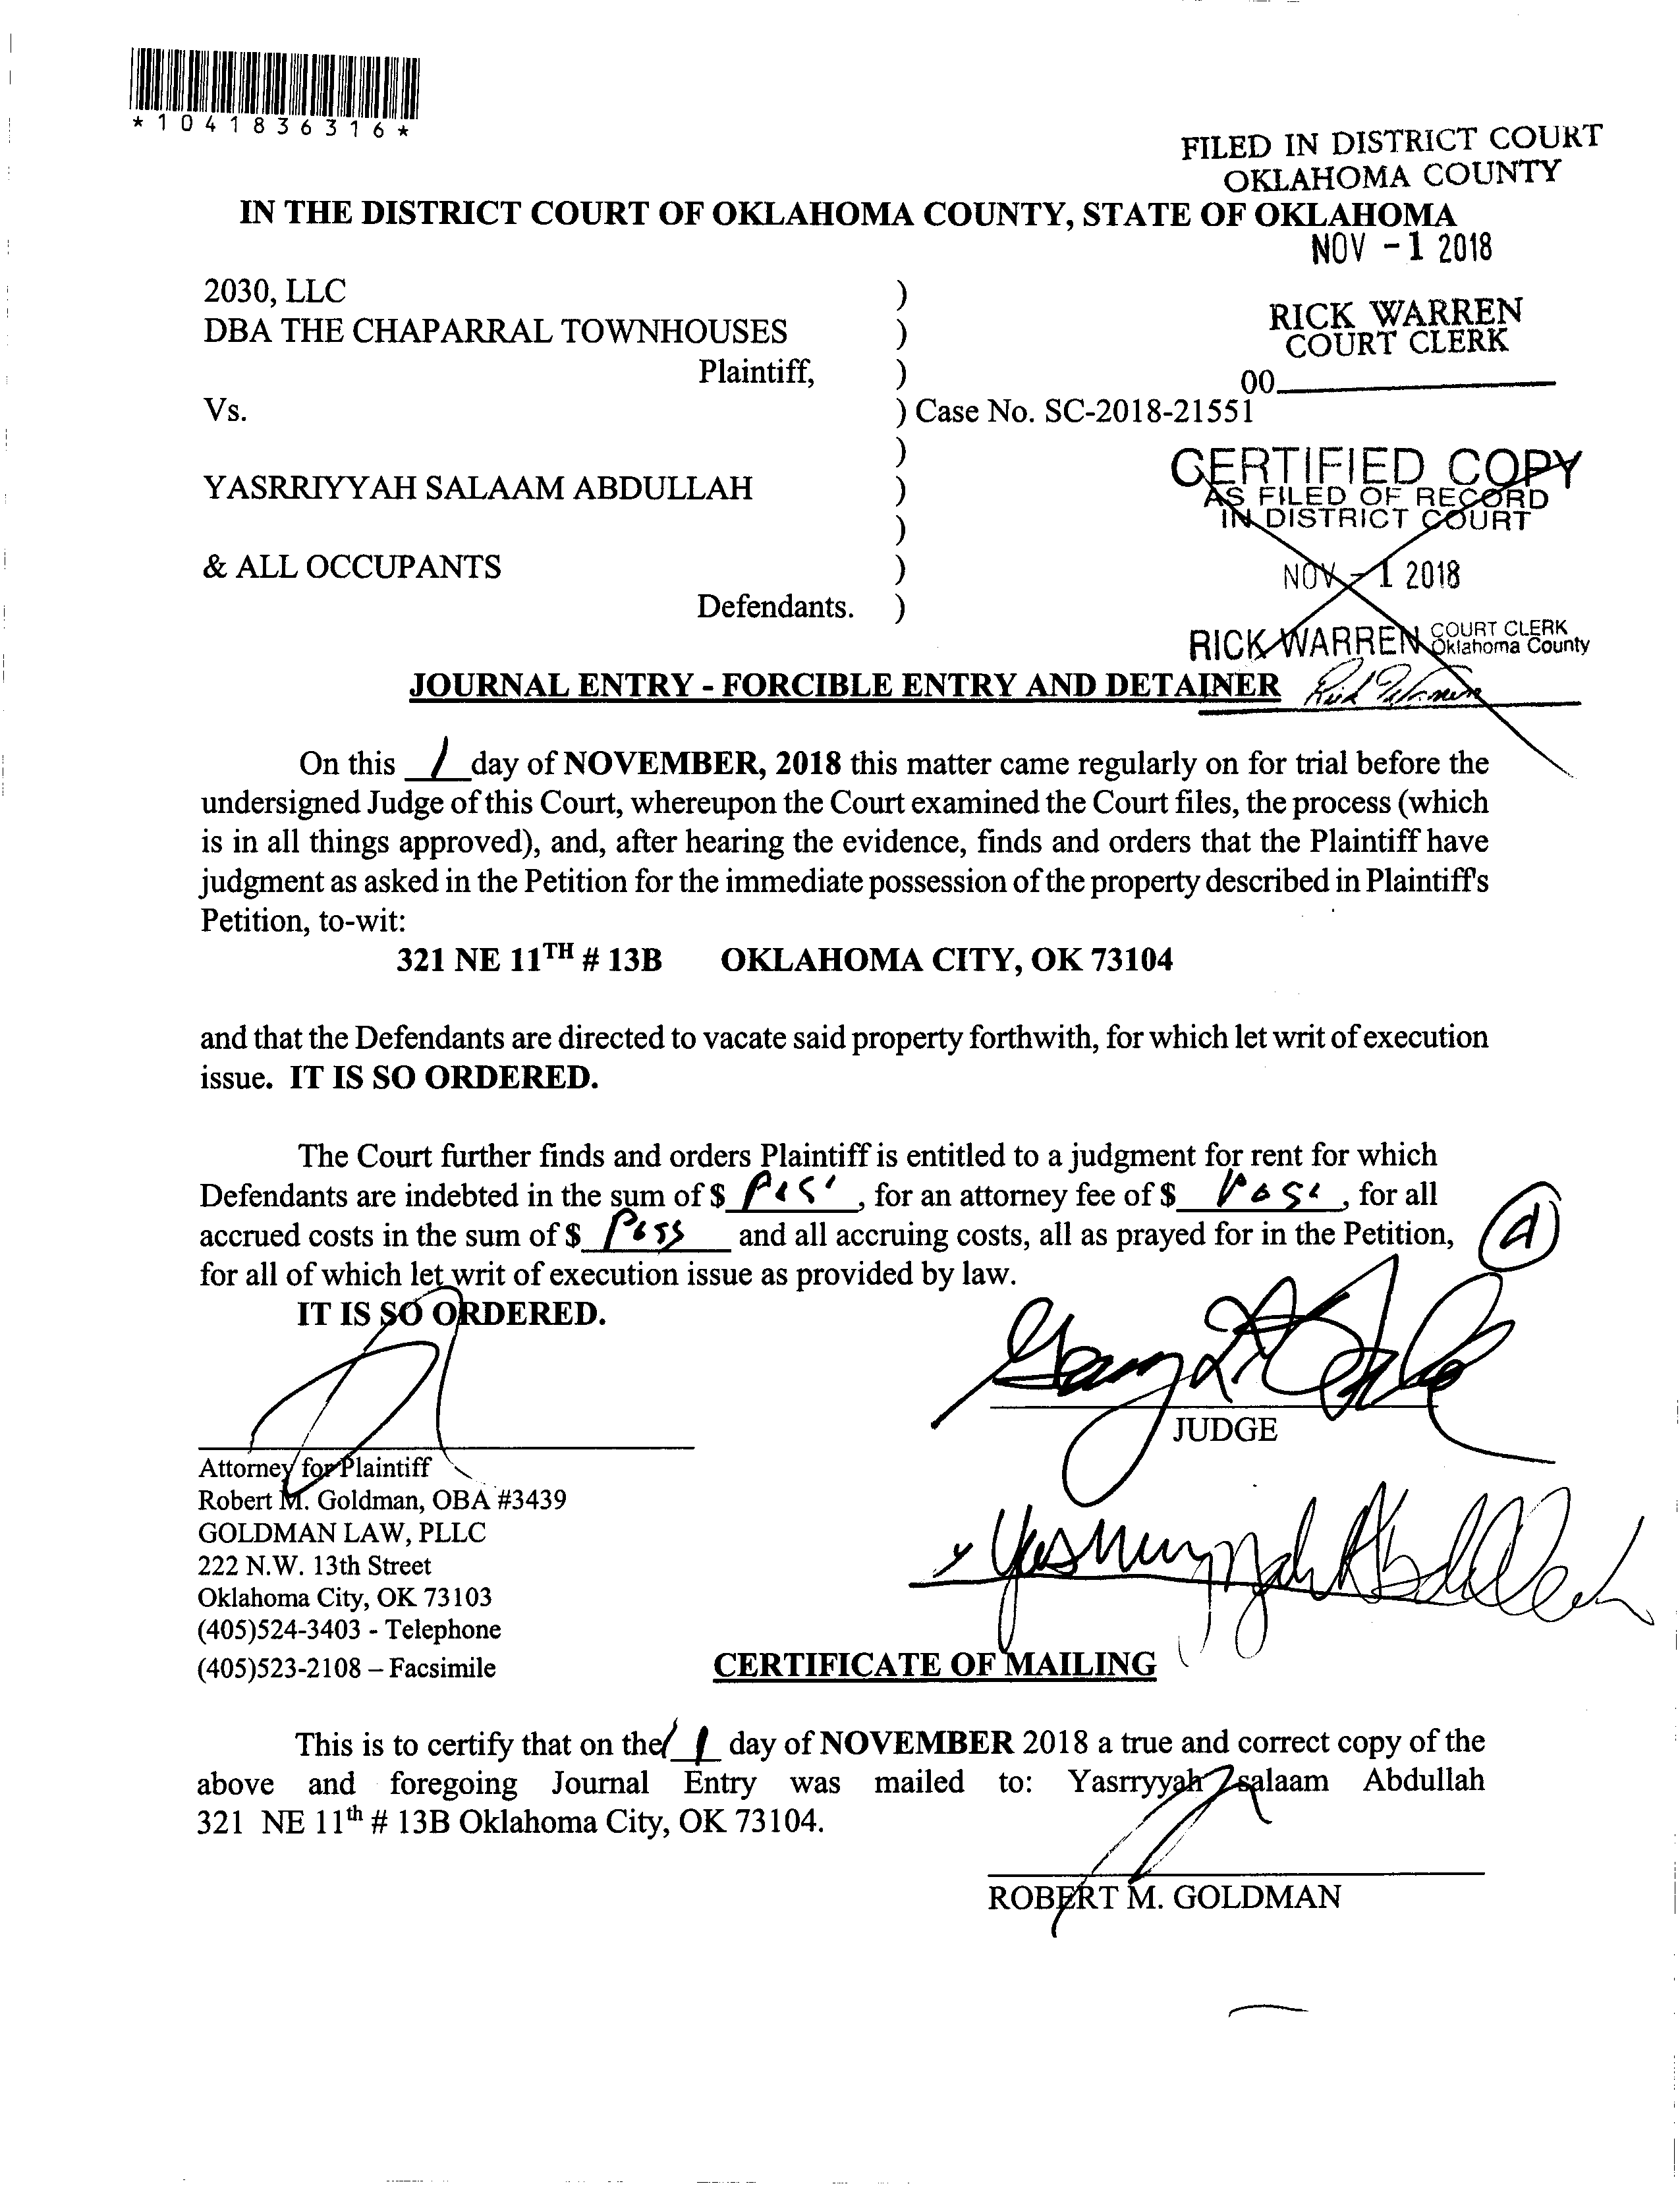 *1041836316*
FILED IN DISTRICT COURT
OKLAHOMA COUNTY
IN THE DISTRICT COURT OF OKLAHOMA COUNTY, STATE OF OKLAHOMA
NOV -1 2018
2030, LLC )
DBA THE CHAPARRAL TOWNHOUSES )
Plaintiff, )
RICK WARREN
COURT CLERK
00
Vs. ) Case No. SC-2018-21551
)
YASRRIYYAH SALAAM ABDULLAH )
)
& ALL OCCUPANTS )
Defendants. )
CERTIFIED COPY
AS FILED OF RECORD
IN DISTRICT COURT
NOV -1 2018
RICK WARREN COURT CLERK
Oklahoma County
Rick Warren
JOURNAL ENTRY - FORCIBLE ENTRY AND DETAINER
On this 1 day of NOVEMBER, 2018 this matter came regularly on for trial before the
undersigned Judge of this Court, whereupon the Court examined the Court files, the process (which
is in all things approved), and, after hearing the evidence, finds and orders that the Plaintiff have
judgment as asked in the Petition for the immediate possession of the property described in Plaintiff's
Petition, to-wit:
321 NE 11TH # 13B OKLAHOMA CITY, OK 73104
and that the Defendants are directed to vacate said property forthwith, for which let writ of execution
issue. IT IS SO ORDERED.
The Court further finds and orders Plaintiff is entitled to a judgment for rent for which
Defendants are indebted in the sum of $ , for an attorney fee of $ , for all
accrued costs in the sum of $ Poss and all accruing costs, all as prayed for in the Petition,
for all of which let writ of execution issue as provided by law.
IT IS SO ORDERED.
JUDGE
Attorney for Plaintiff
Robert M. Goldman, OBA #3439
GOLDMAN LAW, PLLC
222 N.W. 13th Street
Oklahoma City, OK 73103
(405)524-3403 - Telephone
(405)523-2108 – Facsimile
CERTIFICATE OF MAILING
This is to certify that on the 1 day of NOVEMBER 2018 a true and correct copy of the
above and foregoing Journal Entry was mailed to: Yasrryyah salaam Abdullah
321 NE 11th # 13B Oklahoma City, OK 73104.
ROBERT M. GOLDMAN